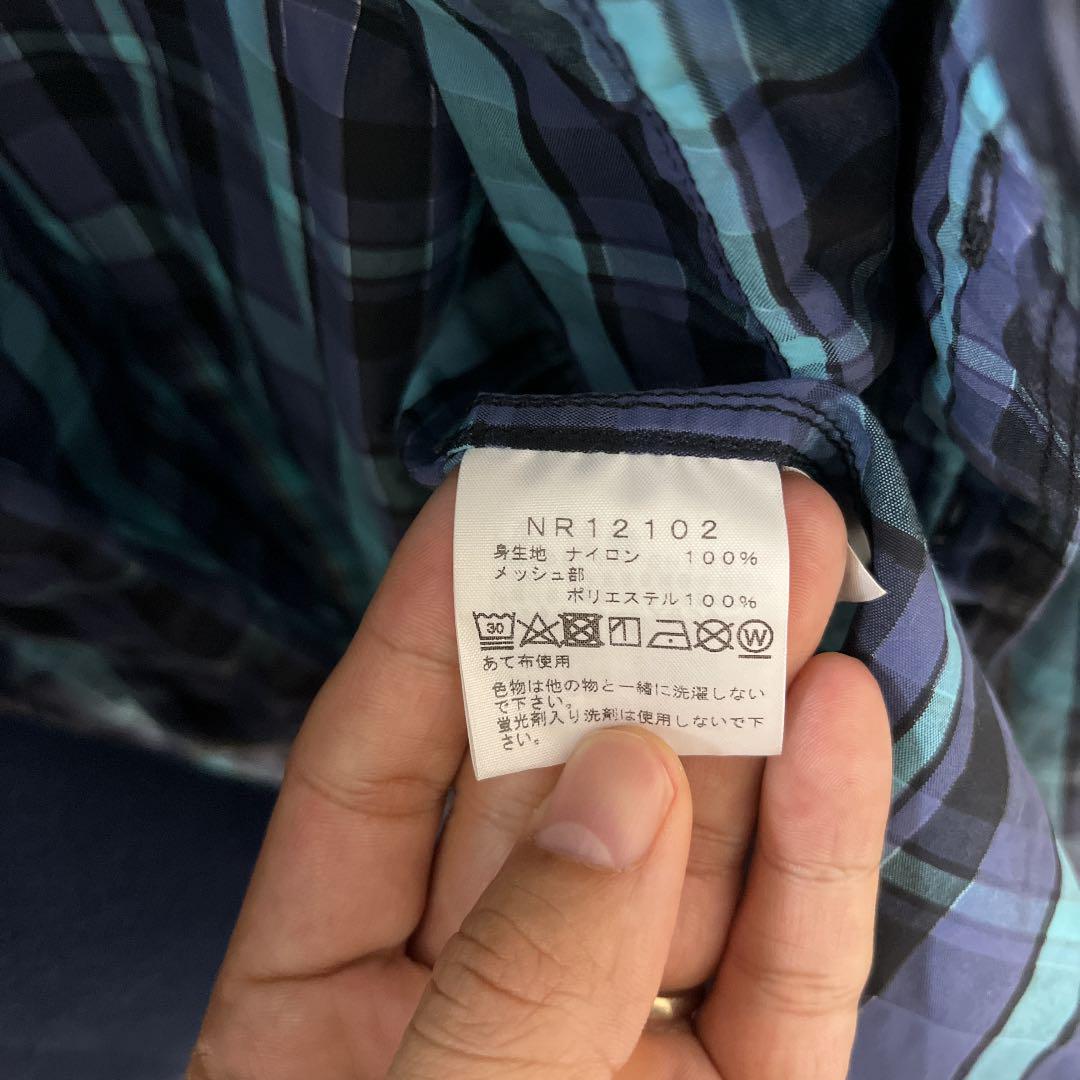 NR12102
身生地 ナイロン 100%
メッシュ部
ポリエステル100%
30 W
あて布使用
色物は他の物と一緒に洗濯しない
で下さい。
蛍光剤入り洗剤は使用しないで下
さい。